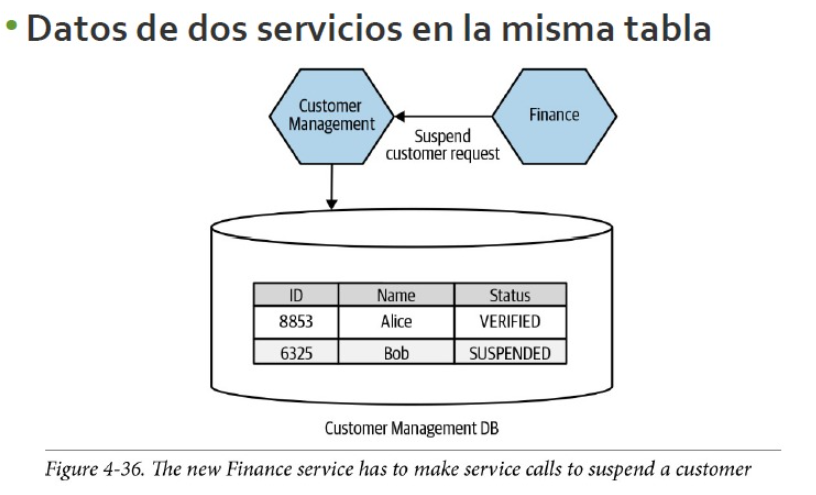 • Datos de dos servicios en la misma tabla
Customer
Management
Finance
Suspend
customer request
ID Name Status
8853 Alice VERIFIED
6325 Bob SUSPENDED
Customer Management DB
Figure 4-36. The new Finance service has to make service calls to suspend a customer